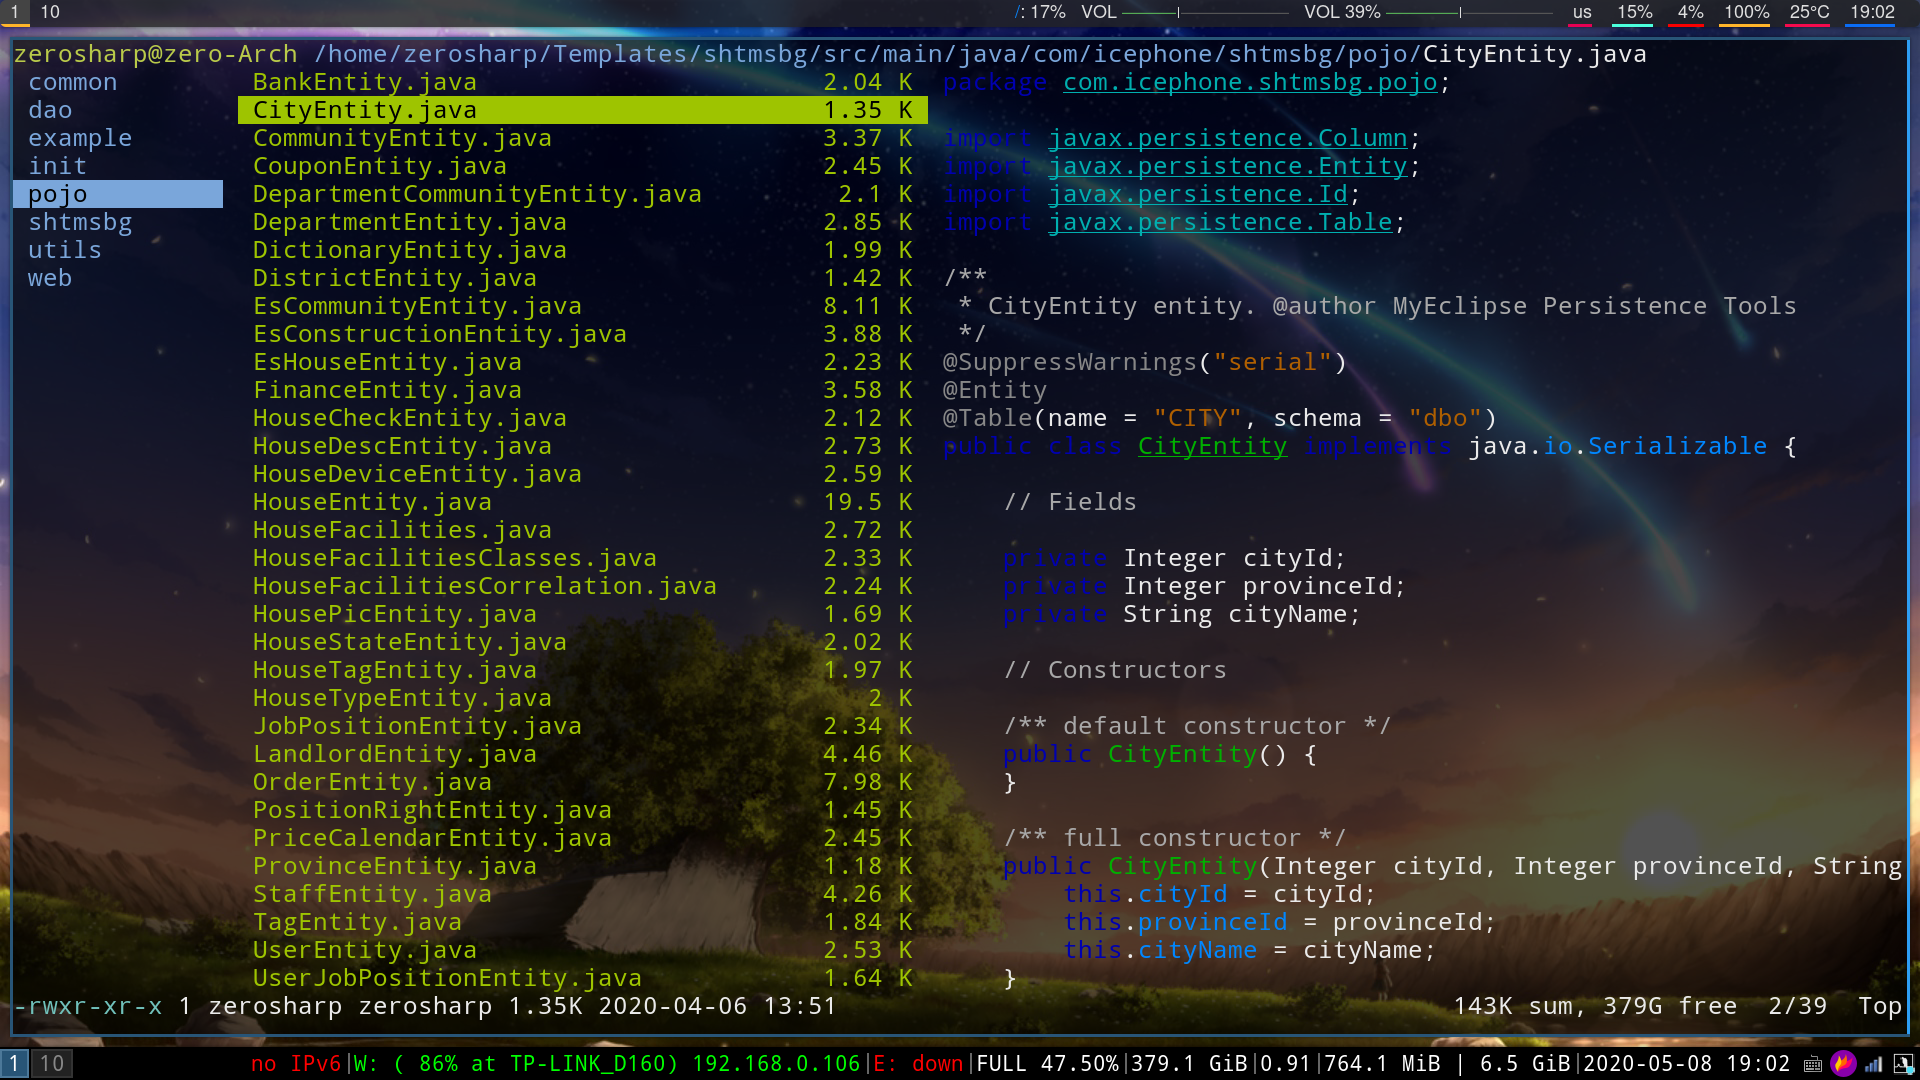 1 10 /: 17% VOL VOL 39% us 15% 4% 100% 25°C 19:02
zerosharp@zero-Arch /home/zerosharp/Templates/shtmsbg/src/main/java/com/icephone/shtmsbg/pojo/CityEntity.java
common BankEntity.java 2.04 K package com.icephone.shtmsbg.pojo;
dao CityEntity.java 1.35 K
example CommunityEntity.java 3.37 K import javax.persistence.Column;
init CouponEntity.java 2.45 K import javax.persistence.Entity;
pojo DepartmentCommunityEntity.java 2.1 K import javax.persistence.Id;
shtmsbg DepartmentEntity.java 2.85 K import javax.persistence.Table;
utils DictionaryEntity.java 1.99 K
web DistrictEntity.java 1.42 K /**
EsCommunityEntity.java 8.11 K * CityEntity entity. @author MyEclipse Persistence Tools
EsConstructionEntity.java 3.88 K */
EsHouseEntity.java 2.23 K @SuppressWarnings("serial")
FinanceEntity.java 3.58 K @Entity
HouseCheckEntity.java 2.12 K @Table(name = "CITY", schema = "dbo")
HouseDescEntity.java 2.73 K public class CityEntity implements java.io.Serializable {
HouseDeviceEntity.java 2.59 K
HouseEntity.java 19.5 K // Fields
HouseFacilities.java 2.72 K
HouseFacilitiesClasses.java 2.33 K private Integer cityId;
HouseFacilitiesCorrelation.java 2.24 K private Integer provinceId;
HousePicEntity.java 1.69 K private String cityName;
HouseStateEntity.java 2.02 K
HouseTagEntity.java 1.97 K // Constructors
HouseTypeEntity.java 2 K
JobPositionEntity.java 2.34 K /** default constructor */
LandlordEntity.java 4.46 K public CityEntity() {
OrderEntity.java 7.98 K }
PositionRightEntity.java 1.45 K
PriceCalendarEntity.java 2.45 K /** full constructor */
ProvinceEntity.java 1.18 K public CityEntity(Integer cityId, Integer provinceId, String
StaffEntity.java 4.26 K this.cityId = cityId;
TagEntity.java 1.84 K this.provinceId = provinceId;
UserEntity.java 2.53 K this.cityName = cityName;
UserJobPositionEntity.java 1.64 K }
-rwxr-xr-x 1 zerosharp zerosharp 1.35K 2020-04-06 13:51 143K sum, 379G free 2/39 Top
1 10 no IPv6|W: ( 86% at TP-LINK_D160) 192.168.0.106|E: down|FULL 47.50%|379.1 GiB|0.91|764.1 MiB | 6.5 GiB|2020-05-08 19:02